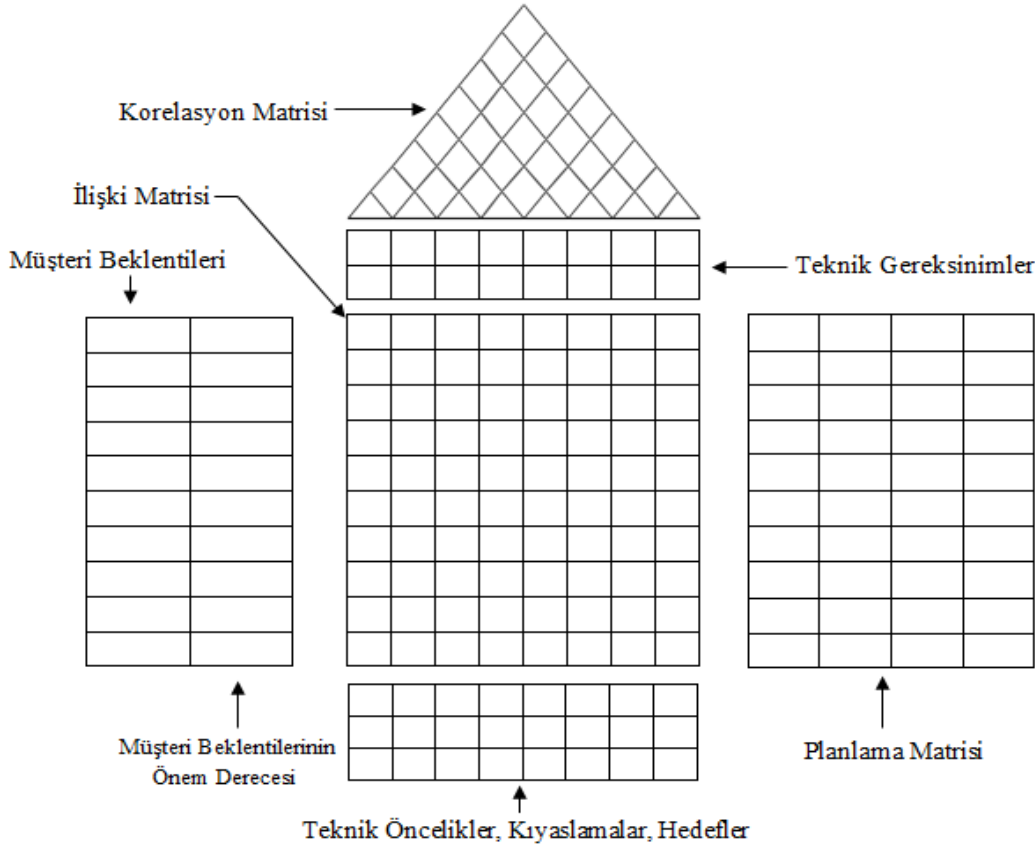 Korelasyon Matrisi
İlişki Matrisi
Müşteri Beklentileri
Teknik Gereksinimler
Müşteri Beklentilerinin
Önem Derecesi
Planlama Matrisi
Teknik Öncelikler, Kıyaslamalar, Hedefler